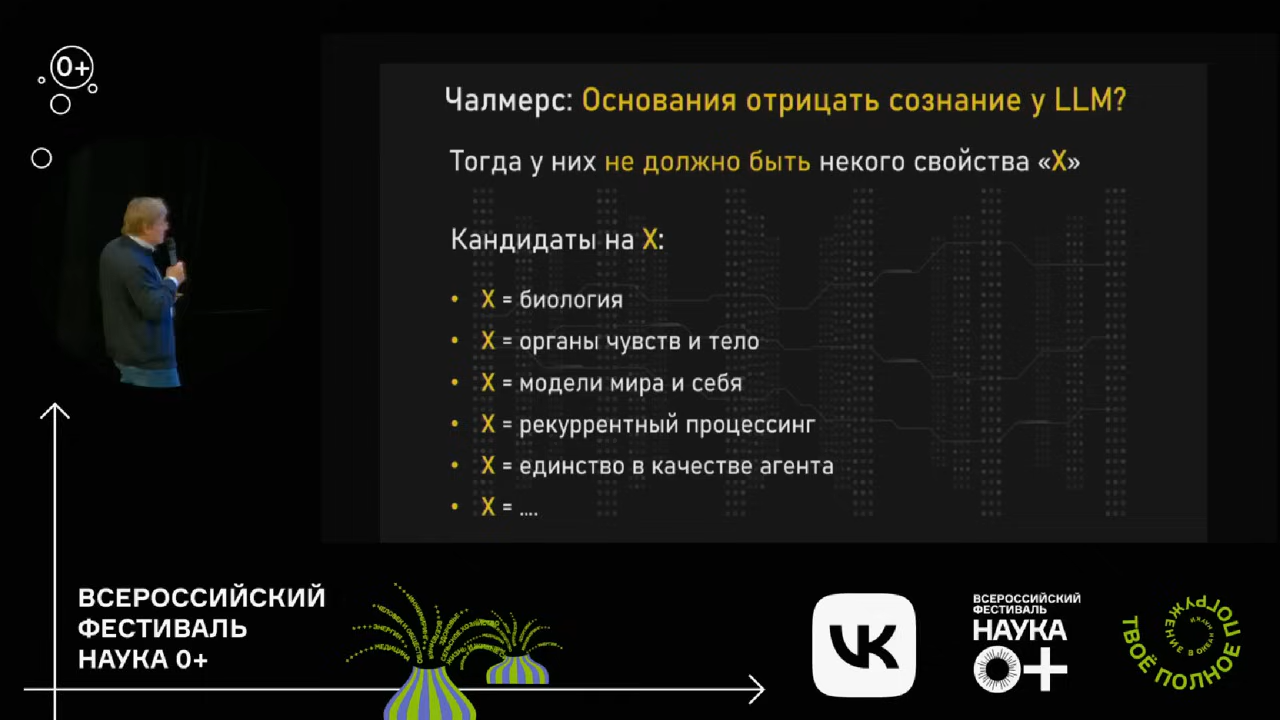 0+
Чалмерс: Основания отрицать сознание у LLM?
Тогда у них не должно быть некого свойства «X»
Кандидаты на X:
• X = биология
• X = органы чувств и тело
• X = модели мира и себя
• X = рекуррентный процессинг
• X = единство в качестве агента
• X = ....
ВСЕРОССИЙСКИЙ
ФЕСТИВАЛЬ
НАУКА 0+
VK
ВСЕРОССИЙСКИЙ
ФЕСТИВАЛЬ
НАУКА
0+
ТВОЁ ПОЛНОЕ ПОГРУЖЕНИЕ В ОКЕАН